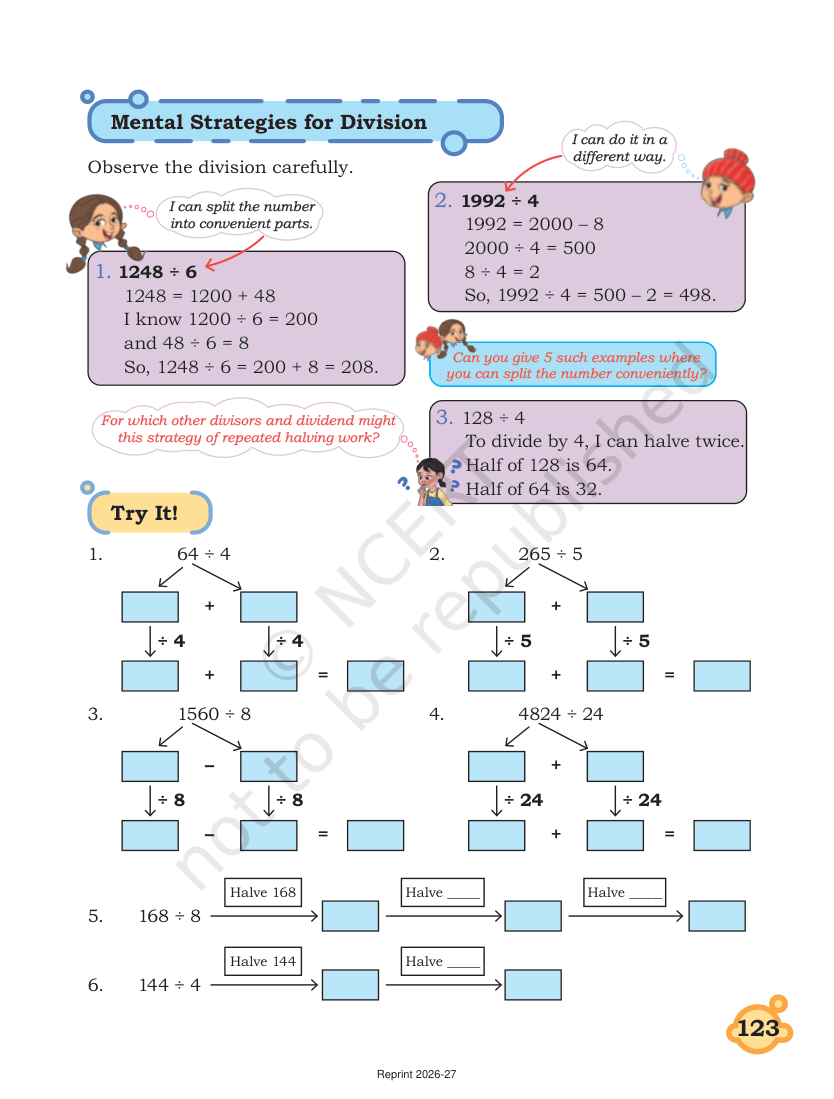 Mental Strategies for Division
Observe the division carefully.
I can split the number
into convenient parts.
1. 1248 ÷ 6
1248 = 1200 + 48
I know 1200 ÷ 6 = 200
and 48 ÷ 6 = 8
So, 1248 ÷ 6 = 200 + 8 = 208.
I can do it in a
different way.
2. 1992 ÷ 4
1992 = 2000 – 8
2000 ÷ 4 = 500
8 ÷ 4 = 2
So, 1992 ÷ 4 = 500 – 2 = 498.
Can you give 5 such examples where
you can split the number conveniently?
For which other divisors and dividend might
this strategy of repeated halving work?
3. 128 ÷ 4
To divide by 4, I can halve twice.
? Half of 128 is 64.
? Half of 64 is 32.
?
Try It!
1. 64 ÷ 4
+
÷ 4 ÷ 4
+ =
2. 265 ÷ 5
+
÷ 5 ÷ 5
+ =
3. 1560 ÷ 8
–
÷ 8 ÷ 8
– =
4. 4824 ÷ 24
+
÷ 24 ÷ 24
+ =
Halve 168 Halve _____ Halve _____
5. 168 ÷ 8
Halve 144 Halve _____
6. 144 ÷ 4
123
Reprint 2026-27
© NCERT
not to be republished